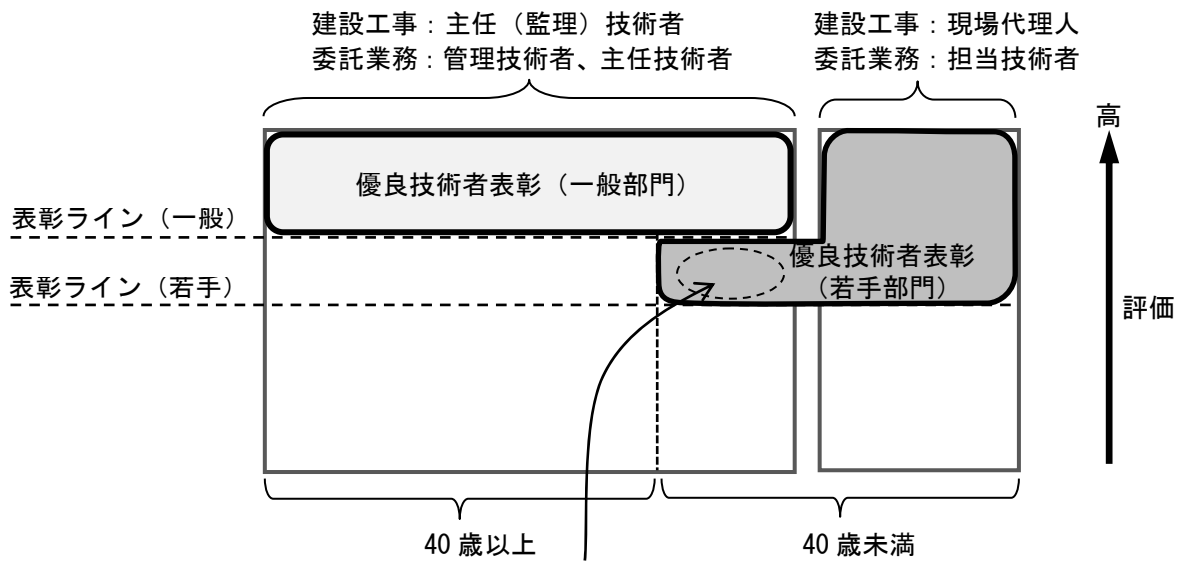 建設工事：主任（監理）技術者
委託業務：管理技術者、主任技術者
建設工事：現場代理人
委託業務：担当技術者
高
優良技術者表彰（一般部門）
表彰ライン（一般）
優良技術者表彰
（若手部門）
表彰ライン（若手）
評価
40 歳以上
40 歳未満